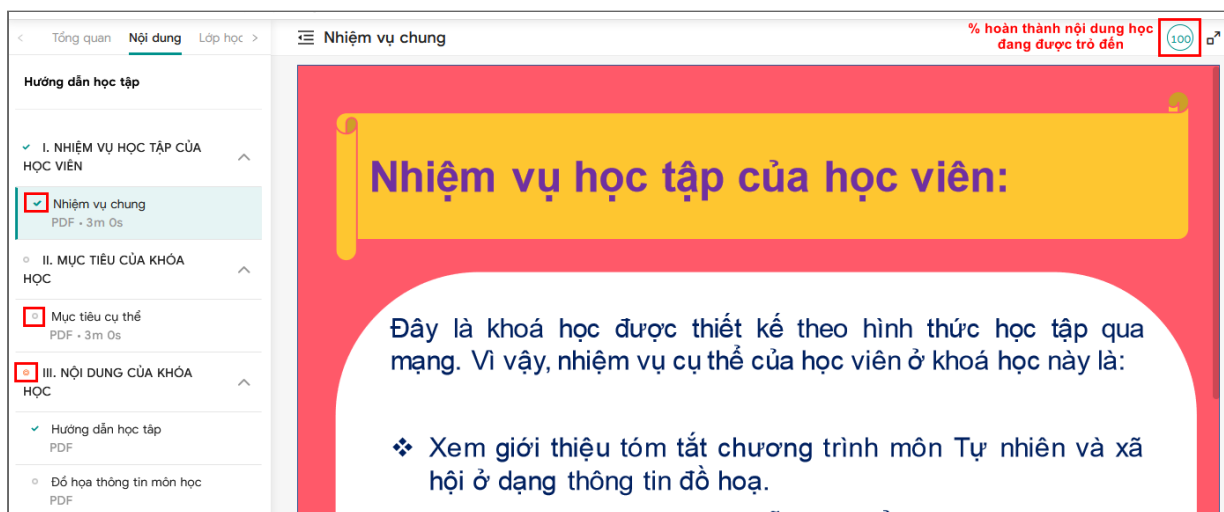 Tổng quan Nội dung Lớp học
Hướng dẫn học tập
I. NHIỆM VỤ HỌC TẬP CỦA
HỌC VIÊN
Nhiệm vụ chung
PDF • 3m 0s
II. MỤC TIÊU CỦA KHÓA
HỌC
Mục tiêu cụ thể
PDF • 3m 0s
III. NỘI DUNG CỦA KHÓA
HỌC
Hướng dẫn học tập
PDF
Đồ họa thông tin môn học
PDF
Nhiệm vụ chung
% hoàn thành nội dung học
đang được trỏ đến
100
Nhiệm vụ học tập của học viên:
Đây là khoá học được thiết kế theo hình thức học tập qua
mạng. Vì vậy, nhiệm vụ cụ thể của học viên ở khoá học này là:
❖ Xem giới thiệu tóm tắt chương trình môn Tự nhiên và xã
hội ở dạng thông tin đồ hoạ.